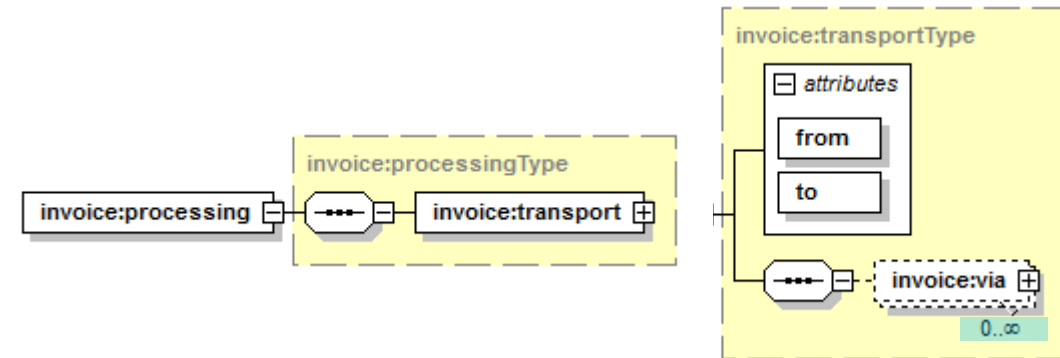 invoice:processing
invoice:processingType
invoice:transport
invoice:transportType
attributes
from
to
invoice:via
0..∞